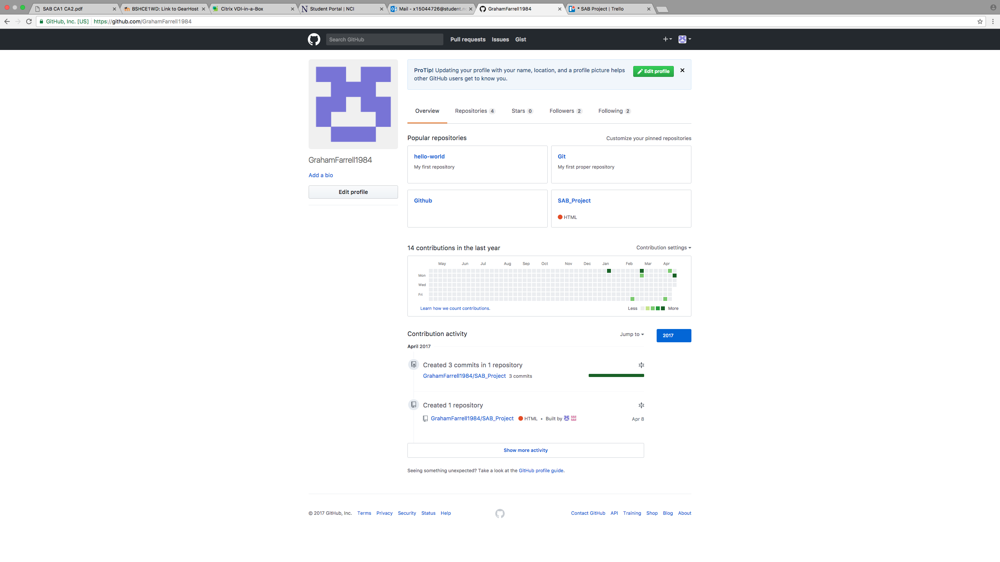 SAB CA1 CA2.pdf
BSHCE1WD: Link to GearHost
Citrix VDI-in-a-Box
Student Portal | NCI
Mail - x15044726@student.nc
GrahamFarrell1984
* SAB Project | Trello
GitHub, Inc. [US]
https://github.com/GrahamFarrell1984
Search GitHub
Pull requests
Issues
Gist
ProTip! Updating your profile with your name, location, and a profile picture helps
other GitHub users get to know you.
Edit profile
Overview
Repositories 4
Stars 0
Followers 2
Following 2
GrahamFarrell1984
Add a bio
Edit profile
Popular repositories
Customize your pinned repositories
hello-world
My first repository
Git
My first proper repository
Github
SAB_Project
HTML
14 contributions in the last year
Contribution settings
May Jun Jul Aug Sep Oct Nov Dec Jan Feb Mar Apr
Mon
Wed
Fri
Learn how we count contributions.
Less
More
Contribution activity
Jump to
2017
April 2017
Created 3 commits in 1 repository
GrahamFarrell1984/SAB_Project 3 commits
Created 1 repository
GrahamFarrell1984/SAB_Project HTML • Built by
Apr 8
Show more activity
Seeing something unexpected? Take a look at the GitHub profile guide.
© 2017 GitHub, Inc. Terms Privacy Security Status Help
Contact GitHub API Training Shop Blog About